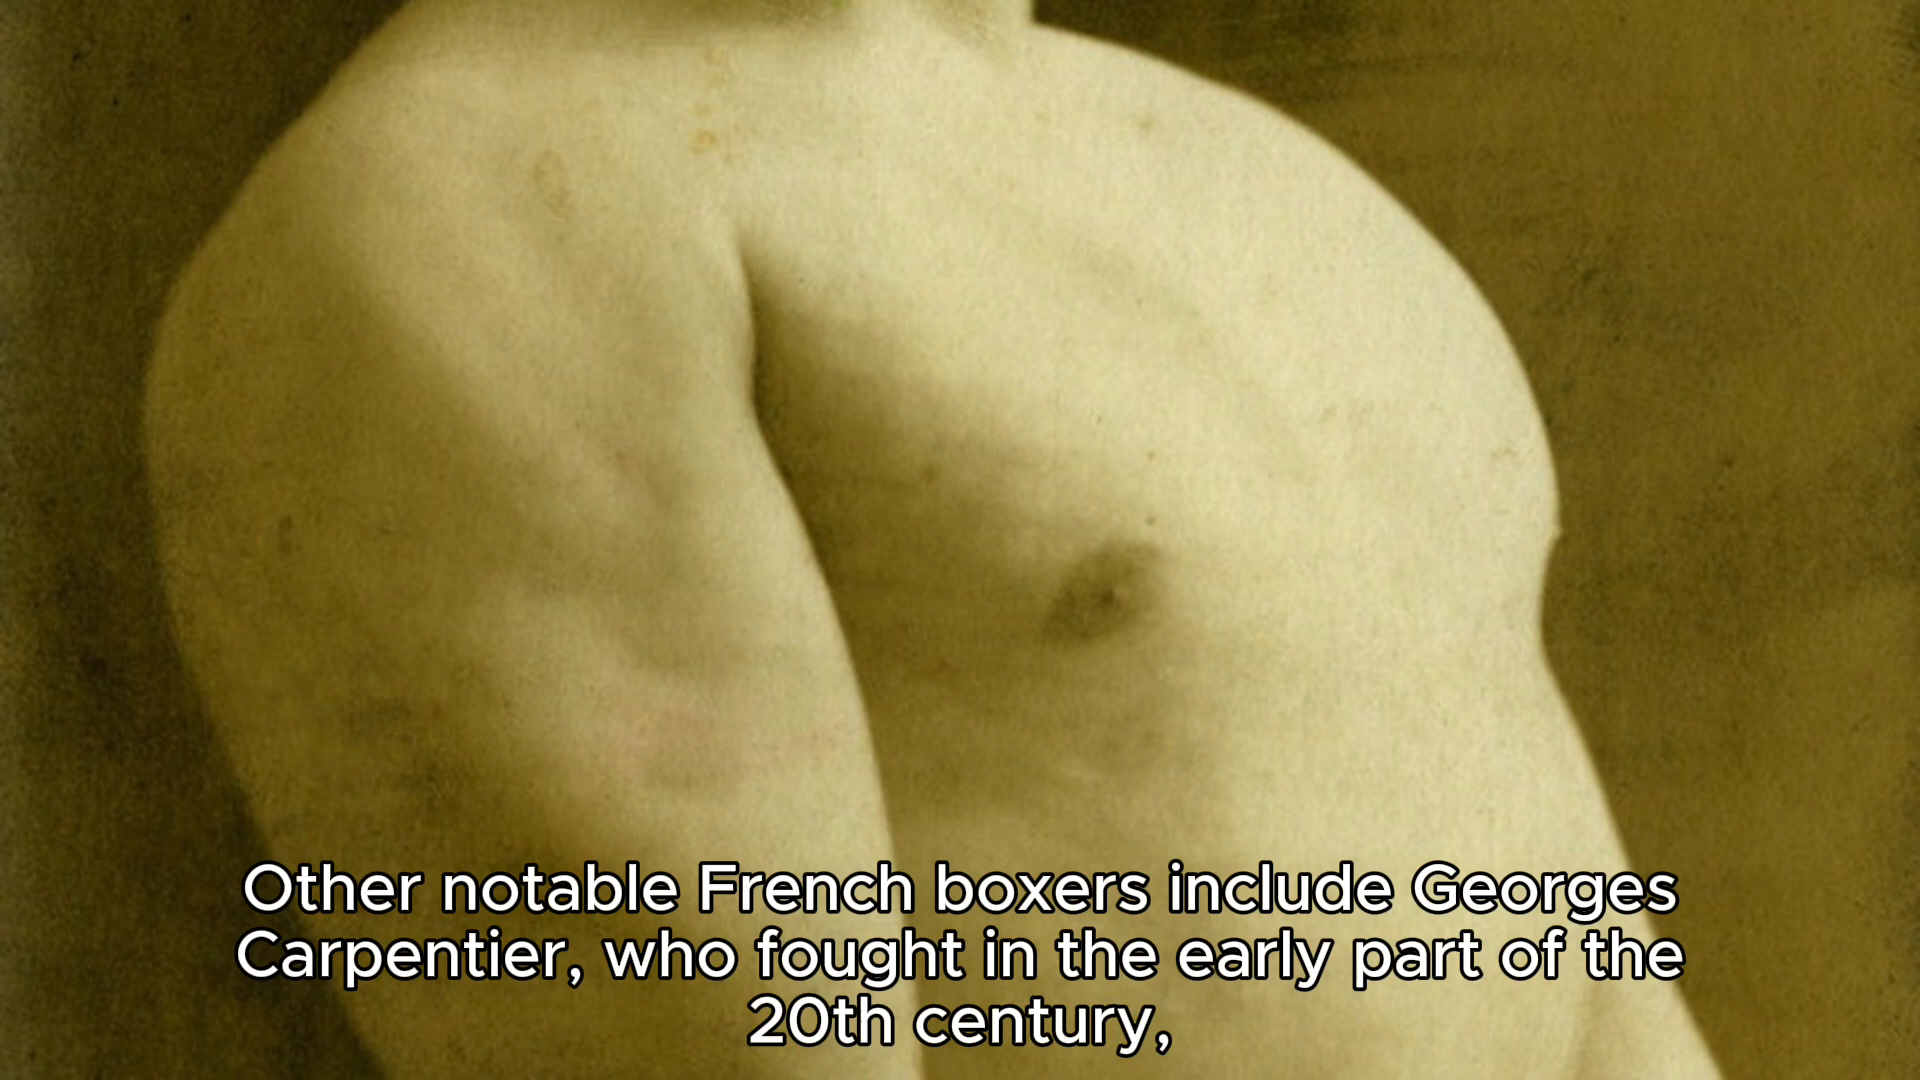 Other notable French boxers include Georges
Carpentier, who fought in the early part of the
20th century,